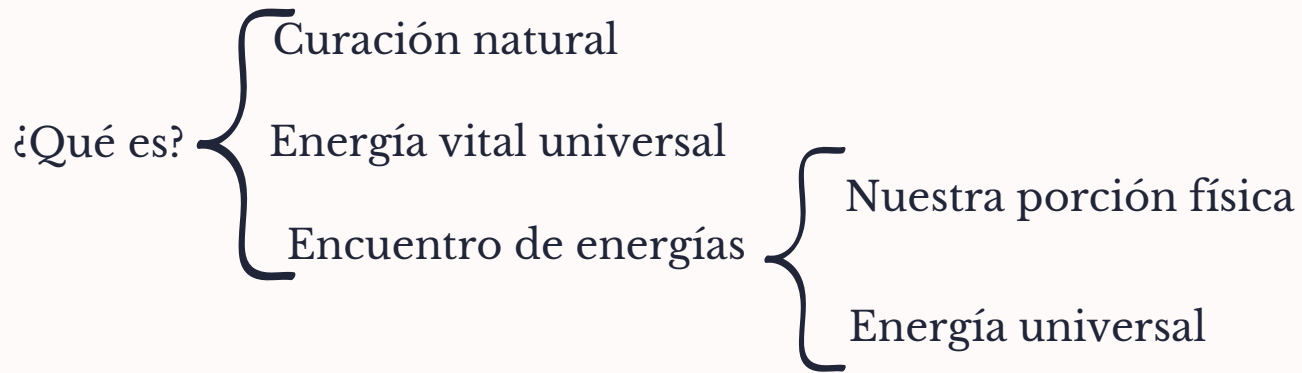 ¿Qué es?
Curación natural
Energía vital universal
Encuentro de energías
Nuestra porción física
Energía universal